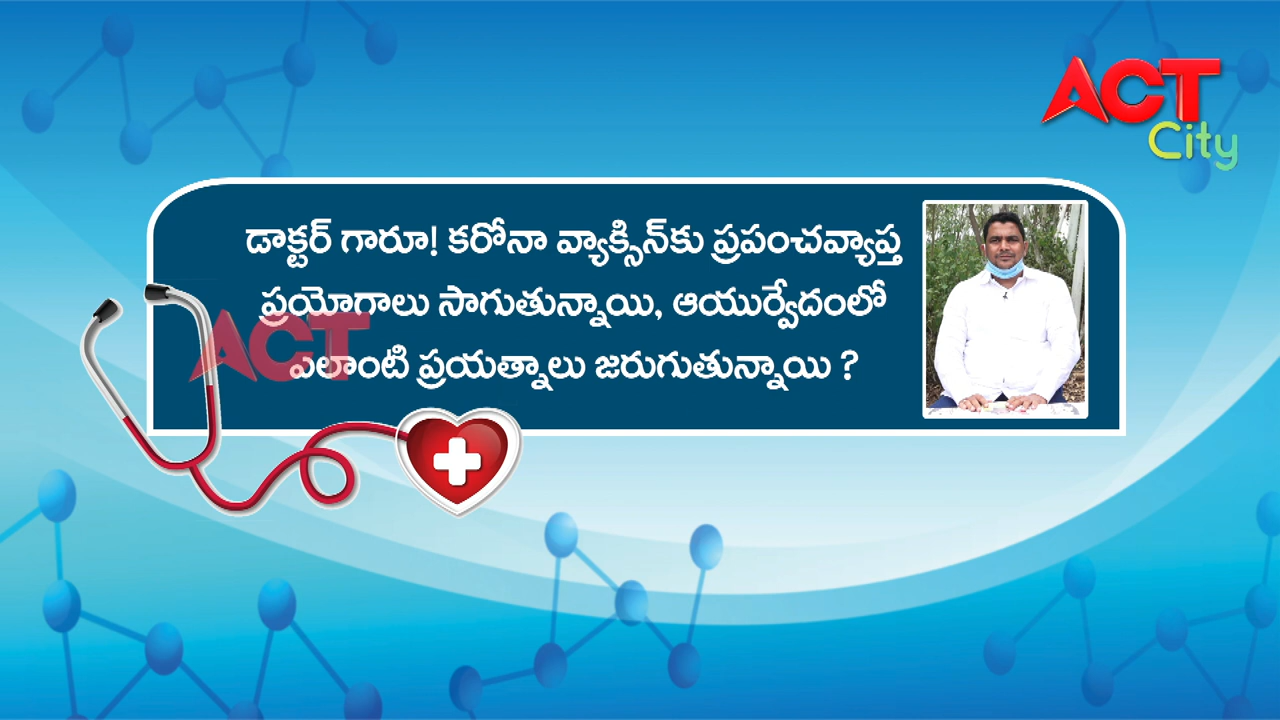 ACT
City
డాక్టర్ గారూ! కరోనా వ్యాక్సిన్‌కు ప్రపంచవ్యాప్త
ప్రయోగాలు సాగుతున్నాయి, ఆయుర్వేదంలో
ఎలాంటి ప్రయత్నాలు జరుగుతున్నాయి ?
ACT